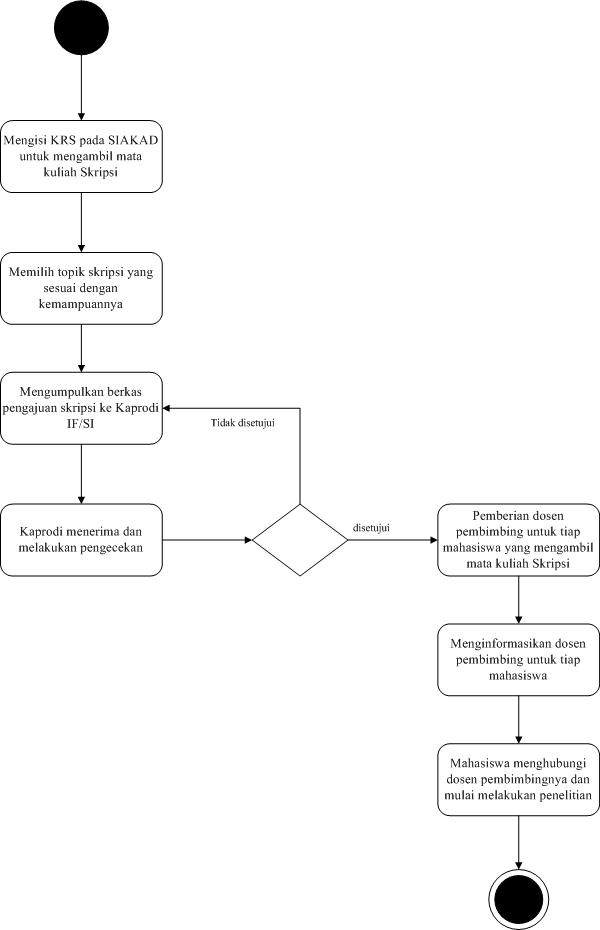 Mengisi KRS pada SIAKAD
untuk mengambil mata
kuliah Skripsi
Memilih topik skripsi yang
sesuai dengan
kemampuannya
Mengumpulkan berkas
pengajuan skripsi ke Kaprodi
IF/SI
Tidak disetujui
Kaprodi menerima dan
melakukan pengecekan
disetujui
Pemberian dosen
pembimbing untuk tiap
mahasiswa yang mengambil
mata kuliah Skripsi
Menginformasikan dosen
pembimbing untuk tiap
mahasiswa
Mahasiswa menghubungi
dosen pembimbingnya dan
mulai melakukan penelitian